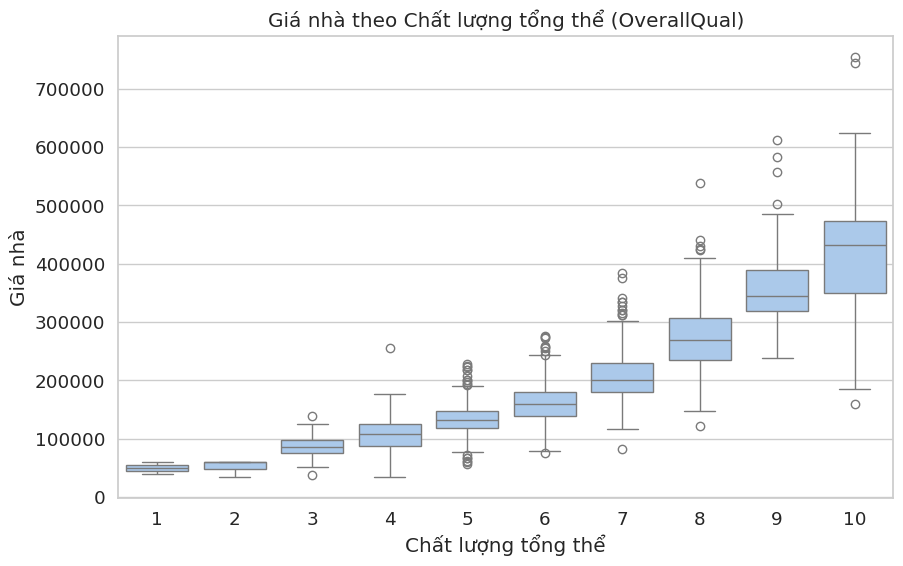 Giá nhà theo Chất lượng tổng thể (OverallQual)
700000
600000
500000
400000
300000
200000
100000
0
Giá nhà
1 2 3 4 5 6 7 8 9 10
Chất lượng tổng thể